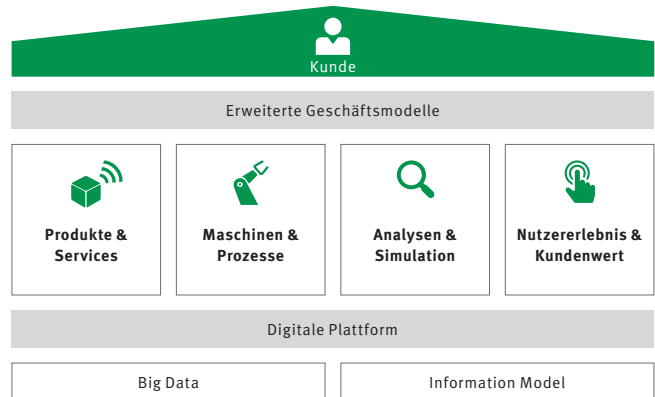 Kunde
Erweiterte Geschäftsmodelle
Produkte &
Services
Maschinen &
Prozesse
Analysen &
Simulation
Nutzererlebnis &
Kundenwert
Digitale Plattform
Big Data
Information Model